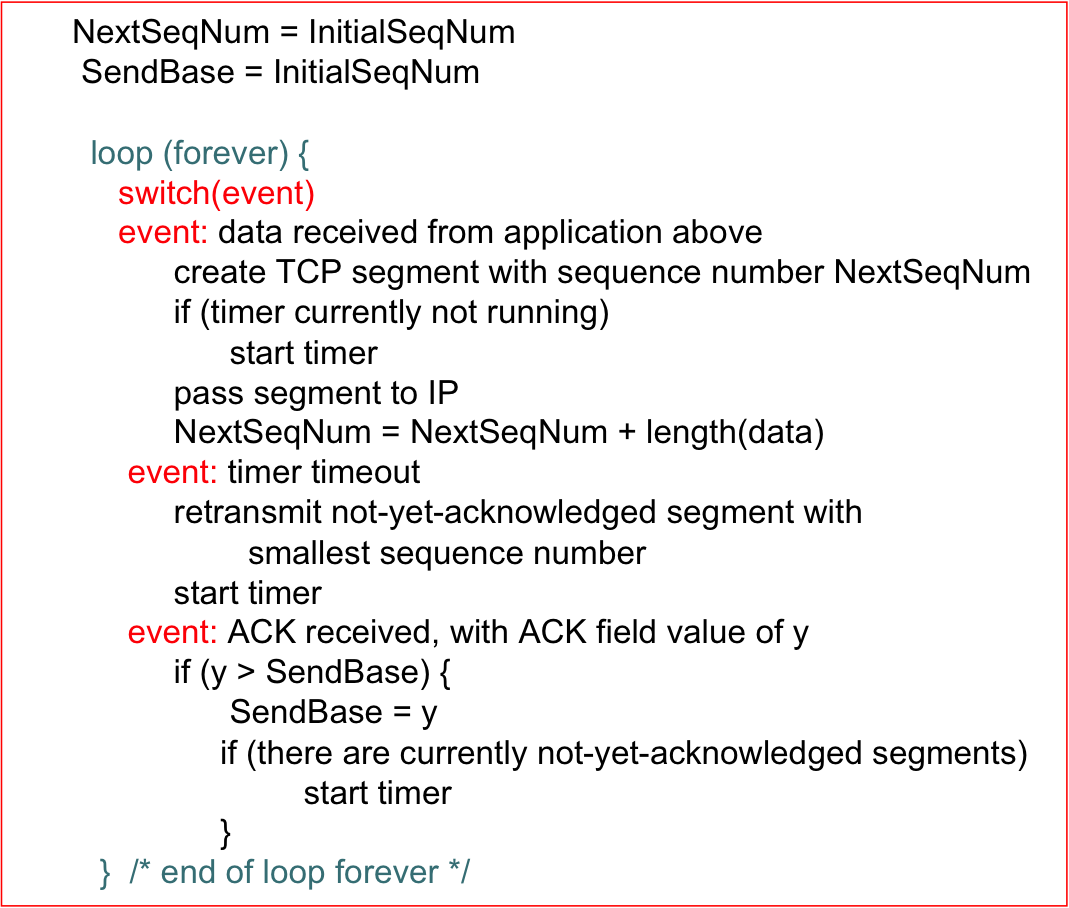 NextSeqNum = InitialSeqNum
SendBase = InitialSeqNum
loop (forever) {
switch(event)
event: data received from application above
create TCP segment with sequence number NextSeqNum
if (timer currently not running)
start timer
pass segment to IP
NextSeqNum = NextSeqNum + length(data)
event: timer timeout
retransmit not-yet-acknowledged segment with
smallest sequence number
start timer
event: ACK received, with ACK field value of y
if (y > SendBase) {
SendBase = y
if (there are currently not-yet-acknowledged segments)
start timer
}
} /* end of loop forever */